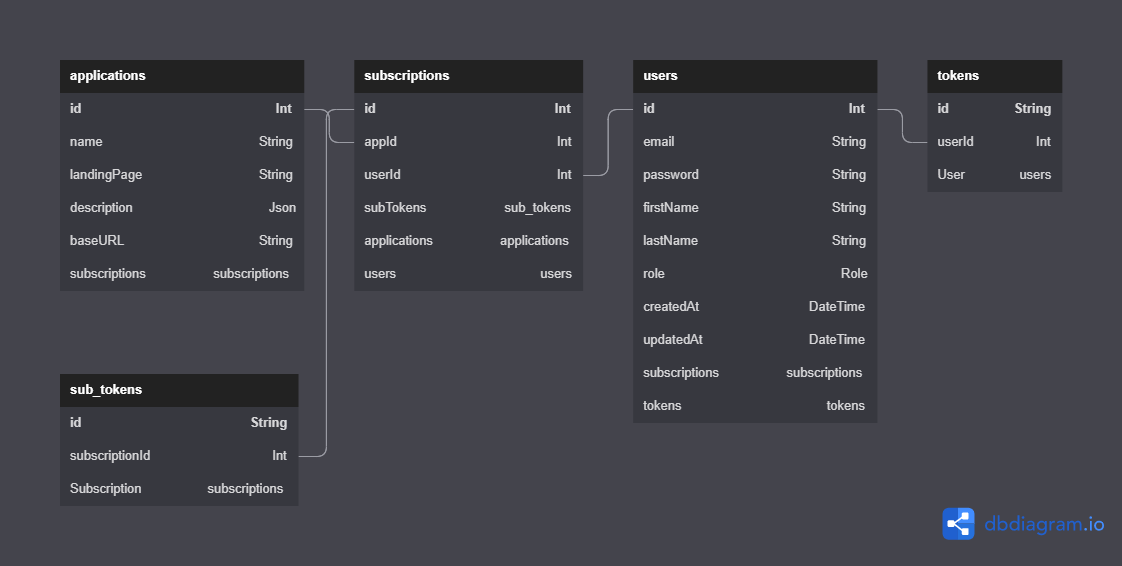 applications
id Int
name String
landingPage String
description Json
baseURL String
subscriptions subscriptions
subscriptions
id Int
appId Int
userId Int
subTokens sub_tokens
applications applications
users users
users
id Int
email String
password String
firstName String
lastName String
role Role
createdAt DateTime
updatedAt DateTime
subscriptions subscriptions
tokens tokens
tokens
id String
userId Int
User users
sub_tokens
id String
subscriptionId Int
Subscription subscriptions
dbdiagram.io